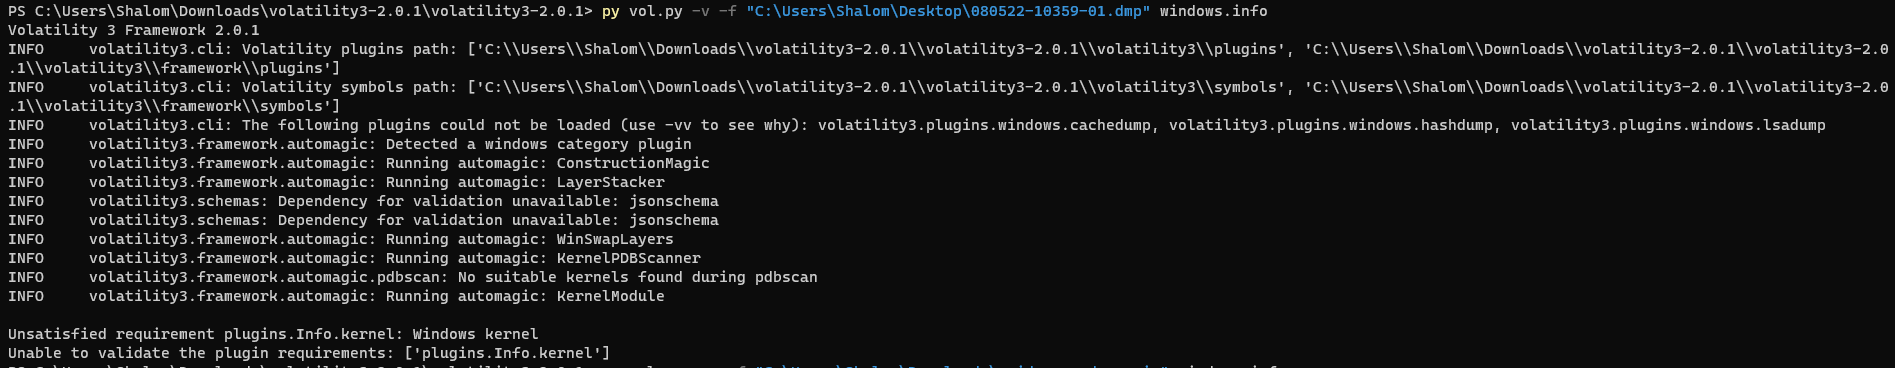 PS C:\Users\Shalom\Downloads\volatility3-2.0.1\volatility3-2.0.1> py vol.py -v -f "C:\Users\Shalom\Desktop\080522-10359-01.dmp" windows.info
Volatility 3 Framework 2.0.1
INFO     volatility3.cli: Volatility plugins path: ['C:\\Users\\Shalom\\Downloads\\volatility3-2.0.1\\volatility3-2.0.1\\volatility3\\plugins', 'C:\\Users\\Shalom\\Downloads\\volatility3-2.0.1\\volatility3-2.0
.1\\volatility3\\framework\\plugins']
INFO     volatility3.cli: Volatility symbols path: ['C:\\Users\\Shalom\\Downloads\\volatility3-2.0.1\\volatility3-2.0.1\\volatility3\\symbols', 'C:\\Users\\Shalom\\Downloads\\volatility3-2.0.1\\volatility3-2.0
.1\\volatility3\\framework\\symbols']
INFO     volatility3.cli: The following plugins could not be loaded (use -vv to see why): volatility3.plugins.windows.cachedump, volatility3.plugins.windows.hashdump, volatility3.plugins.windows.lsadump
INFO     volatility3.framework.automagic: Detected a windows category plugin
INFO     volatility3.framework.automagic: Running automagic: ConstructionMagic
INFO     volatility3.framework.automagic: Running automagic: LayerStacker
INFO     volatility3.schemas: Dependency for validation unavailable: jsonschema
INFO     volatility3.schemas: Dependency for validation unavailable: jsonschema
INFO     volatility3.framework.automagic: Running automagic: WinSwapLayers
INFO     volatility3.framework.automagic: Running automagic: KernelPDBScanner
INFO     volatility3.framework.automagic.pdbscan: No suitable kernels found during pdbscan
INFO     volatility3.framework.automagic: Running automagic: KernelModule
Unsatisfied requirement plugins.Info.kernel: Windows kernel
Unable to validate the plugin requirements: ['plugins.Info.kernel']